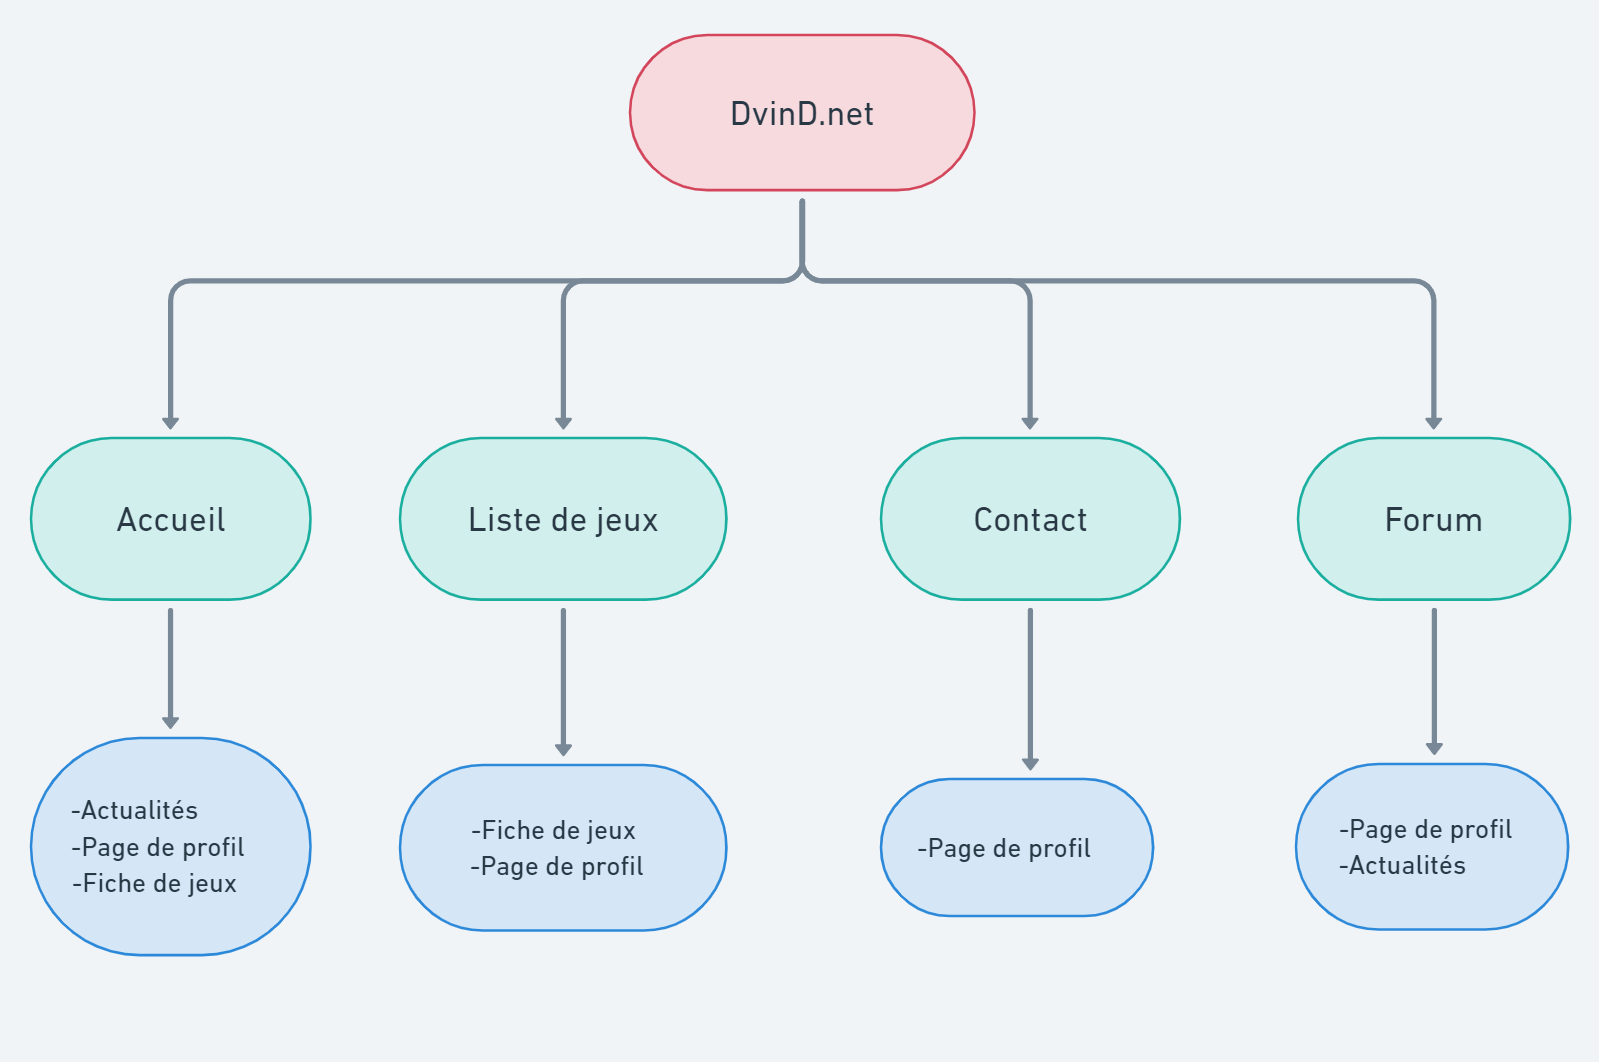 DvinD.net
Accueil
Liste de jeux
Contact
Forum
-Actualités
-Page de profil
-Fiche de jeux
-Fiche de jeux
-Page de profil
-Page de profil
-Page de profil
-Actualités